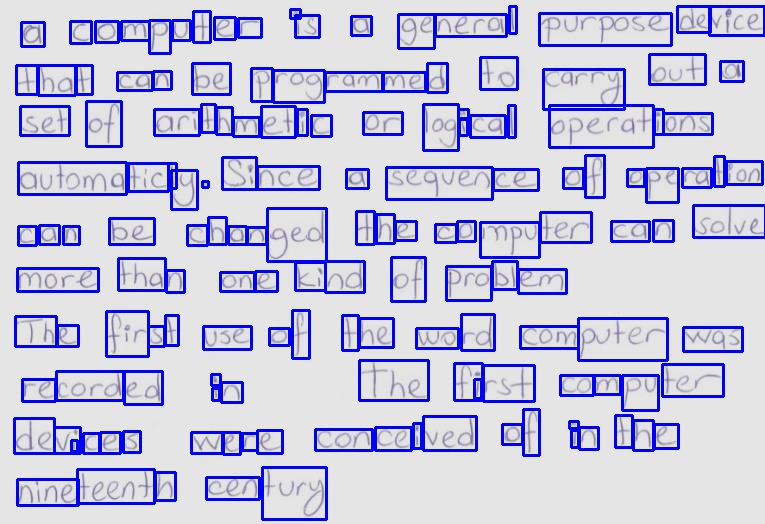 a computer is a general purpose device
that can be programmed to carry out a
set of arithmetic or logical operations
automaticly. Since a sequence of operation
can be changed the computer can solve
more than one kind of problem
The first use of the word computer was
recorded in The first computer
devices were conceived of in the
nineteenth century